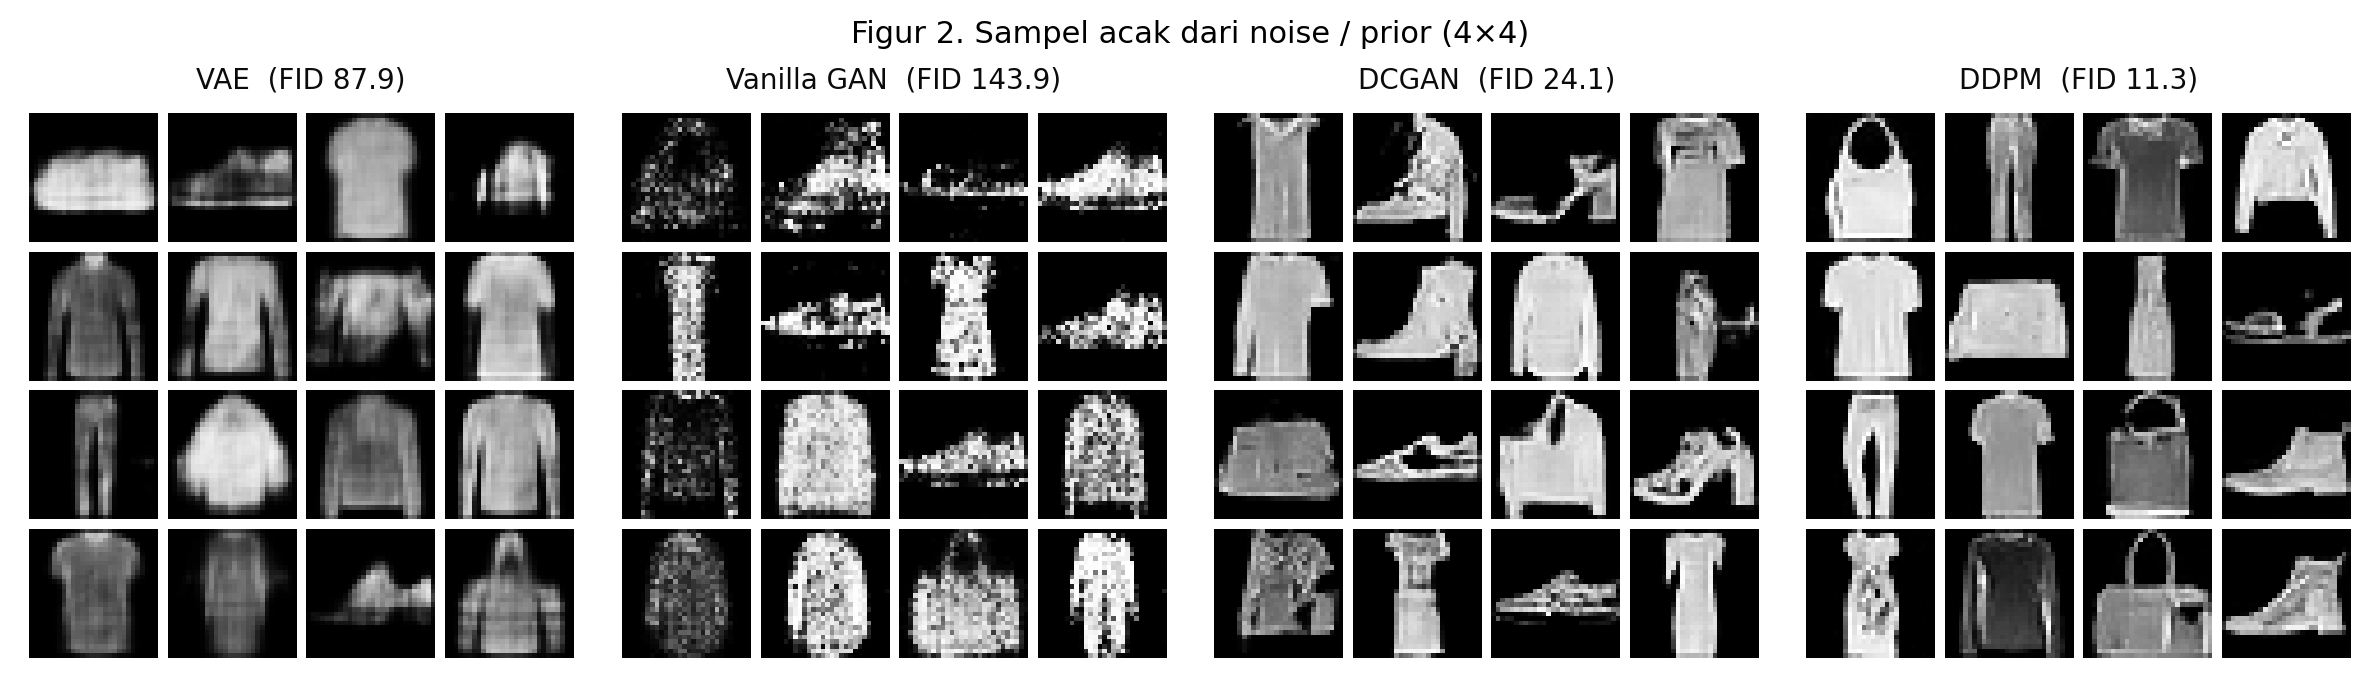 Figur 2. Sampel acak dari noise / prior (4×4)
VAE (FID 87.9)
Vanilla GAN (FID 143.9)
DCGAN (FID 24.1)
DDPM (FID 11.3)